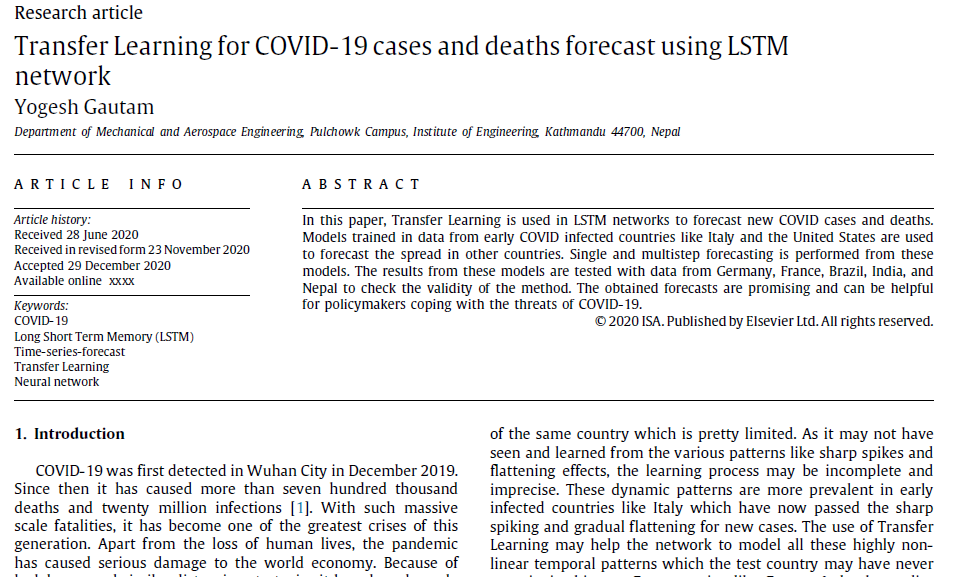 Research article
Transfer Learning for COVID-19 cases and deaths forecast using LSTM
network
Yogesh Gautam
Department of Mechanical and Aerospace Engineering, Pulchowk Campus, Institute of Engineering, Kathmandu 44700, Nepal
ARTICLE INFO
Article history:
Received 28 June 2020
Received in revised form 23 November 2020
Accepted 29 December 2020
Available online xxxx
Keywords:
COVID-19
Long Short Term Memory (LSTM)
Time-series-forecast
Transfer Learning
Neural network
ABSTRACT
In this paper, Transfer Learning is used in LSTM networks to forecast new COVID cases and deaths.
Models trained in data from early COVID infected countries like Italy and the United States are used
to forecast the spread in other countries. Single and multistep forecasting is performed from these
models. The results from these models are tested with data from Germany, France, Brazil, India, and
Nepal to check the validity of the method. The obtained forecasts are promising and can be helpful
for policymakers coping with the threats of COVID-19.
© 2020 ISA. Published by Elsevier Ltd. All rights reserved.
1. Introduction
COVID-19 was first detected in Wuhan City in December 2019.
Since then it has caused more than seven hundred thousand
deaths and twenty million infections [1]. With such massive
scale fatalities, it has become one of the greatest crises of this
generation. Apart from the loss of human lives, the pandemic
has caused serious damage to the world economy. Because of
of the same country which is pretty limited. As it may not have
seen and learned from the various patterns like sharp spikes and
flattening effects, the learning process may be incomplete and
imprecise. These dynamic patterns are more prevalent in early
infected countries like Italy which have now passed the sharp
spiking and gradual flattening for new cases. The use of Transfer
Learning may help the network to model all these highly non-
linear temporal patterns which the test country may have never